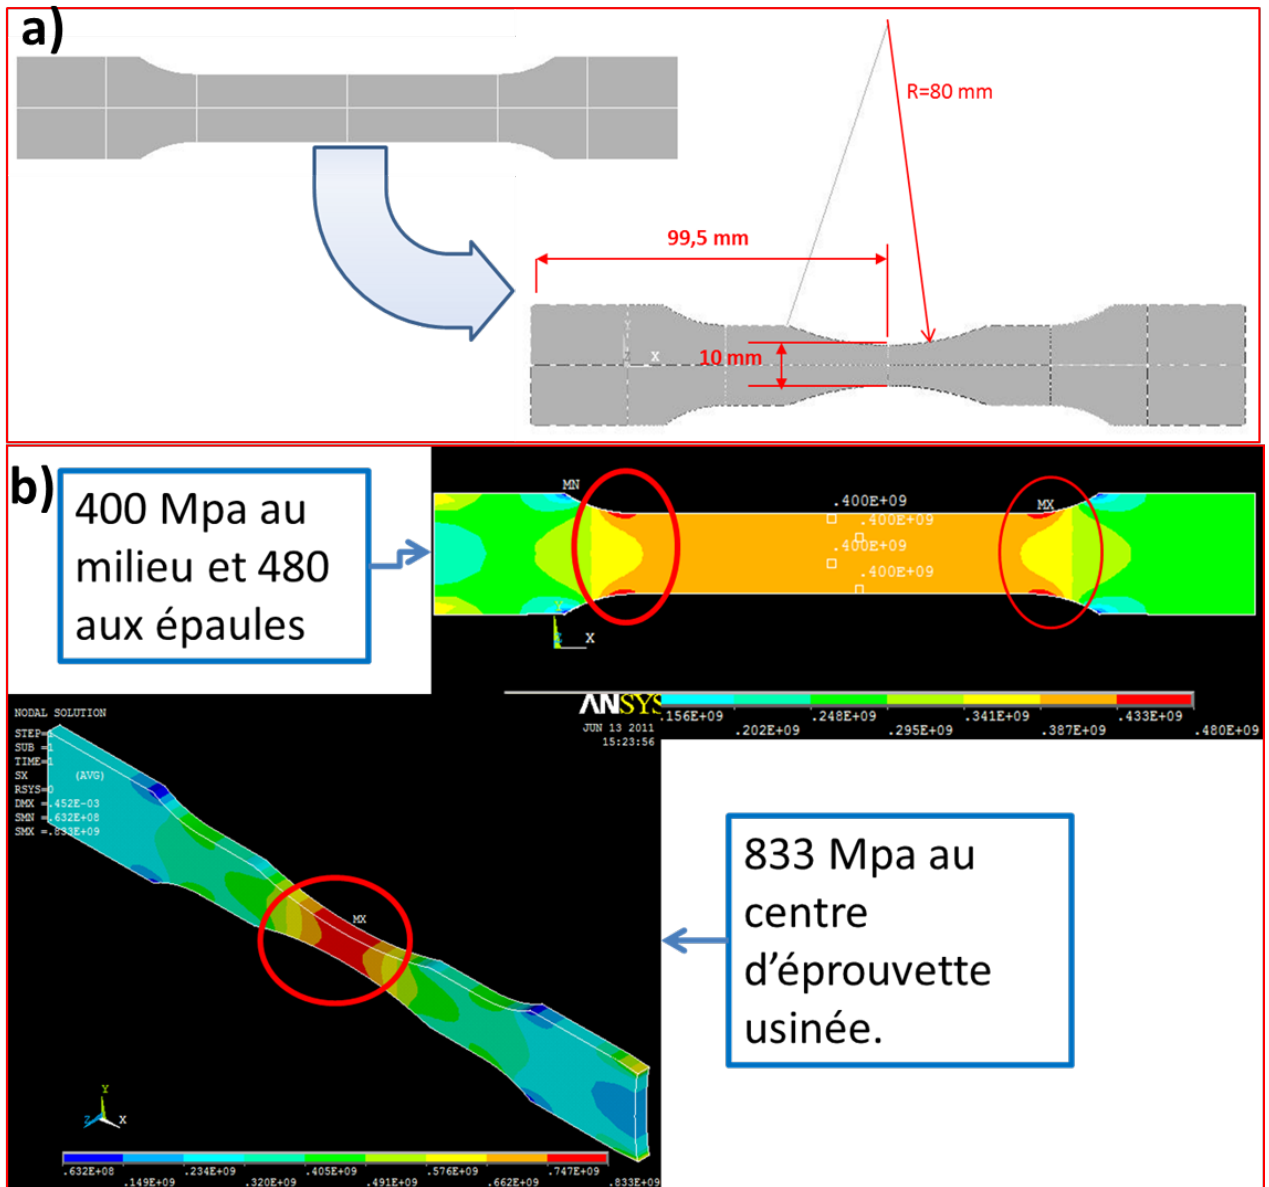 a)
R=80 mm
99,5 mm
10 mm
Y
Z
X
b)
400 Mpa au
milieu et 480
aux épaules
MN
MX
.400E+09
.400E+09
.400E+09
.400E+09
Y
Z
X
ANSYS
JUN 13 2011
15:23:56
.156E+09
.202E+09
.248E+09
.295E+09
.341E+09
.387E+09
.433E+09
.480E+09
NODAL SOLUTION
STEP=1
SUB =1
TIME=1
SX (AVG)
RSYS=0
DMX =.452E-03
SMN =.632E+08
SMX =.833E+09
MX
833 Mpa au
centre
d’éprouvette
usinée.
Y
Z
X
.632E+08
.149E+09
.234E+09
.320E+09
.405E+09
.491E+09
.576E+09
.662E+09
.747E+09
.833E+09